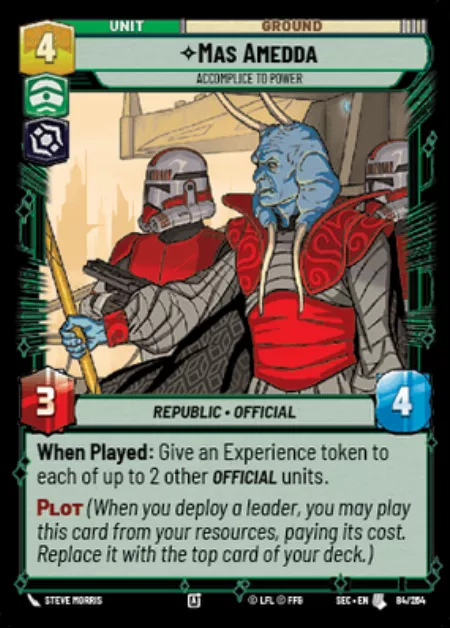 UNIT
GROUND
4
✧MAS AMEDDA
ACCOMPLICE TO POWER
3
REPUBLIC • OFFICIAL
4
When Played: Give an Experience token to
each of up to 2 other OFFICIAL units.
PLOT (When you deploy a leader, you may play
this card from your resources, paying its cost.
Replace it with the top card of your deck.)
STEVE MORRIS
A
© LFL © FFG
SEC • EN
84/264